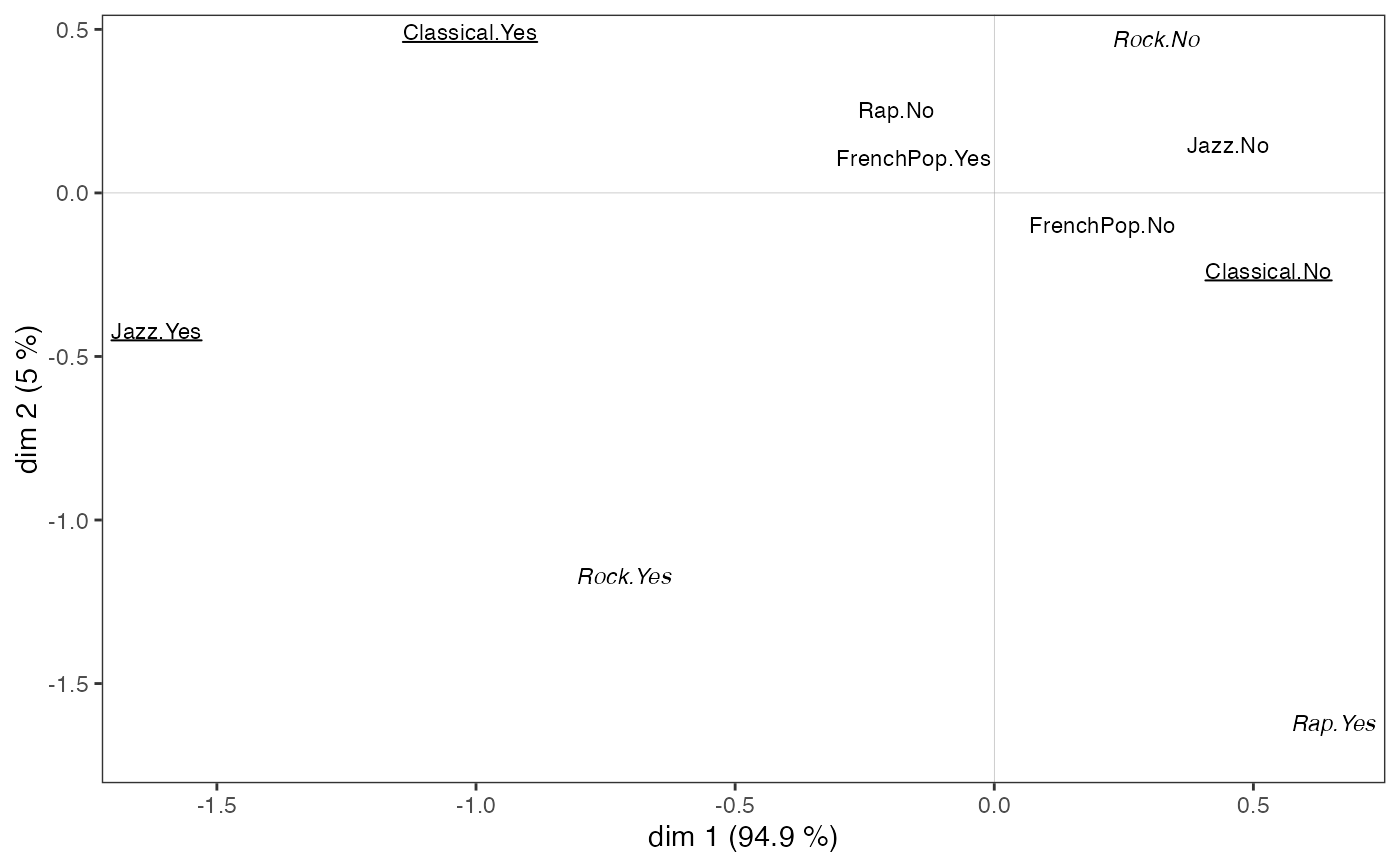 0.5
Classical.Yes
Rock.No
Rap.No
Jazz.No
FrenchPop.Yes
0.0
FrenchPop.No
Classical.No
Jazz.Yes
-0.5
dim 2 (5 %)
-1.0
Rock.Yes
-1.5
Rap.Yes
-1.5 -1.0 -0.5 0.0 0.5
dim 1 (94.9 %)